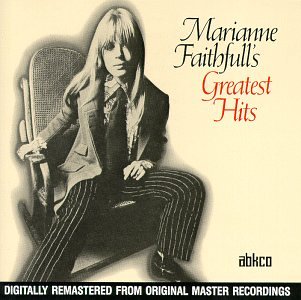 Marianne
Faithfull's
Greatest
Hits
abkco
DIGITALLY REMASTERED FROM ORIGINAL MASTER RECORDINGS